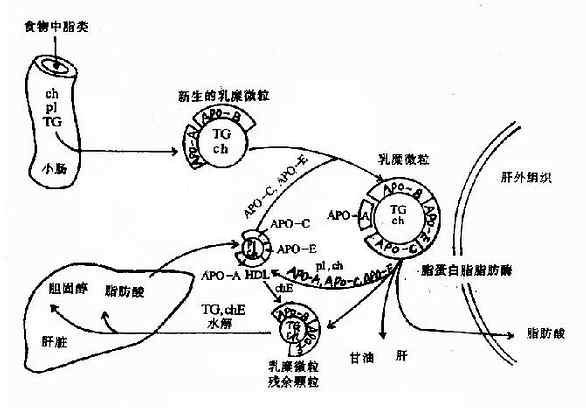 食物中脂类
ch
pl
TG
小肠
新生的乳糜微粒
APO-B
APO-A
TG
ch
APO-C, APO-E
乳糜微粒
APO-B
APO-A
TG
ch
APO-E
APO-C
肝外组织
APO-C
APO-E
APO-A HDL
pl, ch
APO-A, APO-C, APO-E
chE
脂蛋白脂脂肪酶
胆固醇
脂肪酸
肝脏
TG, chE
水解
APO-B
TG
乳糜微粒
残余颗粒
甘油
肝
脂肪酸